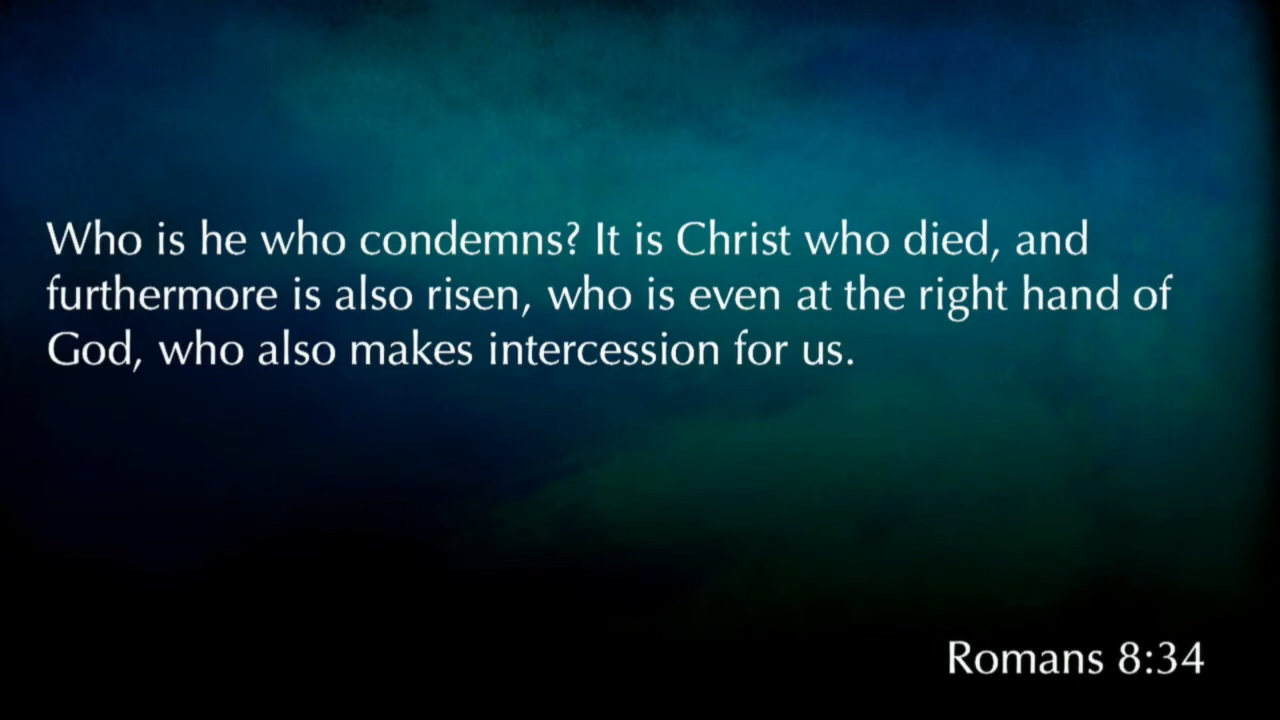 Who is he who condemns? It is Christ who died, and
furthermore is also risen, who is even at the right hand of
God, who also makes intercession for us.
Romans 8:34